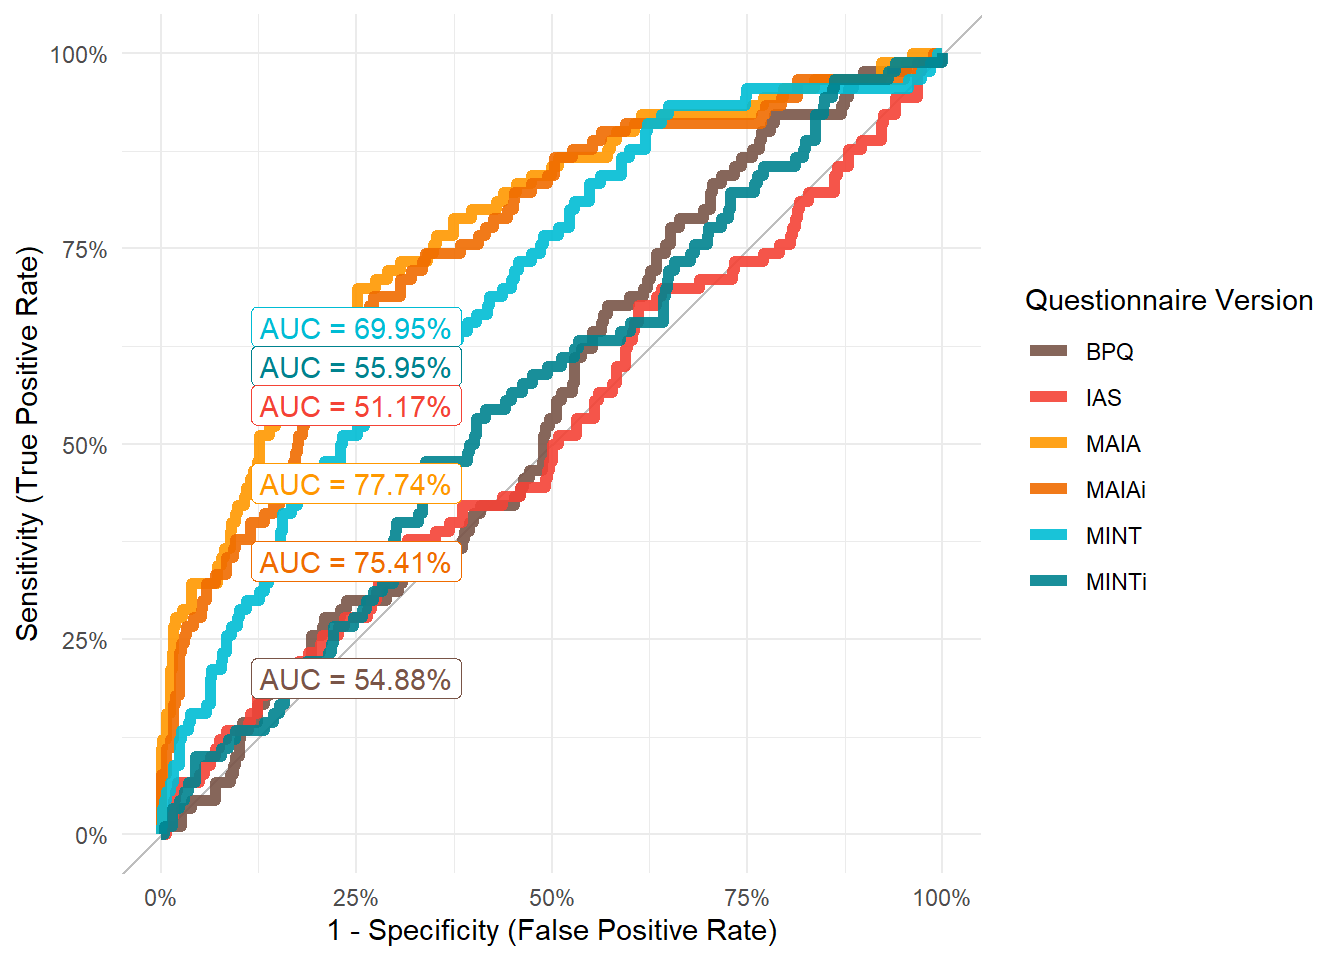 100%
75%
50%
25%
0%
Sensitivity (True Positive Rate)
AUC = 69.95%
AUC = 55.95%
AUC = 51.17%
AUC = 77.74%
AUC = 75.41%
AUC = 54.88%
0%
25%
50%
75%
100%
1 - Specificity (False Positive Rate)
Questionnaire Version
BPQ
IAS
MAIA
MAIAi
MINT
MINTi